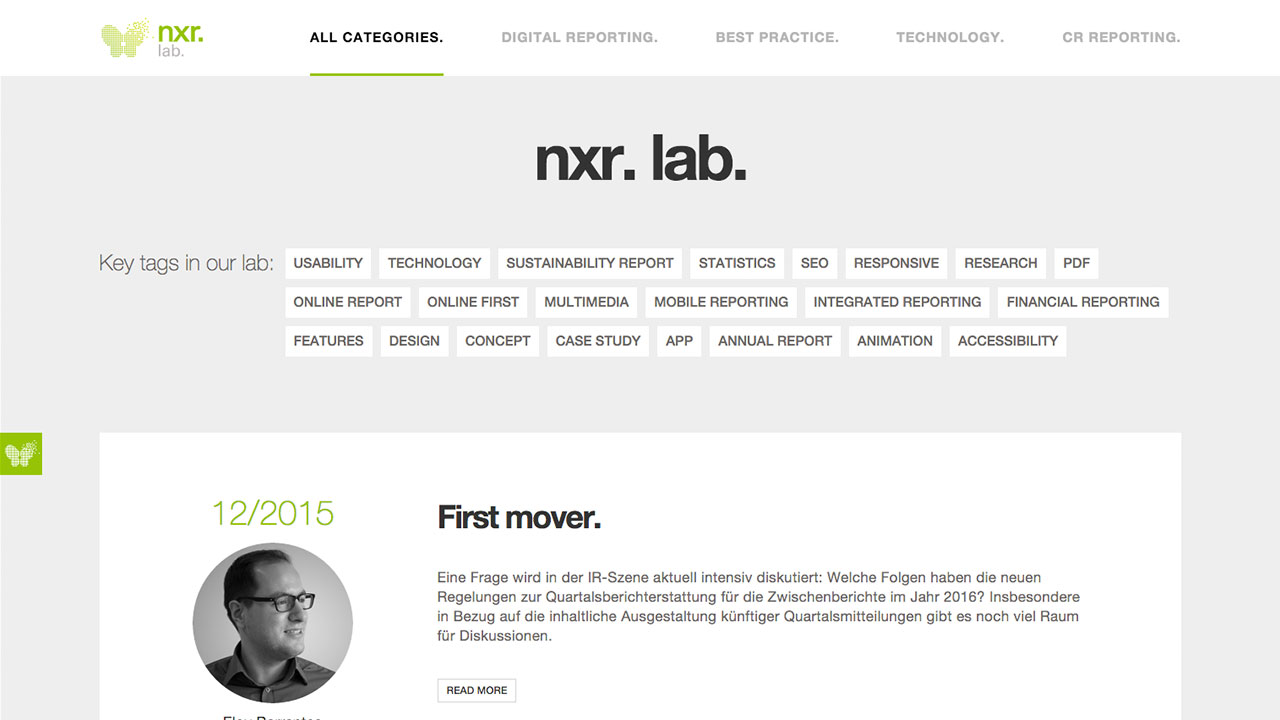 nxr.
lab.
ALL CATEGORIES. DIGITAL REPORTING. BEST PRACTICE. TECHNOLOGY. CR REPORTING.
nxr. lab.
Key tags in our lab: USABILITY TECHNOLOGY SUSTAINABILITY REPORT STATISTICS SEO RESPONSIVE RESEARCH PDF
ONLINE REPORT ONLINE FIRST MULTIMEDIA MOBILE REPORTING INTEGRATED REPORTING FINANCIAL REPORTING
FEATURES DESIGN CONCEPT CASE STUDY APP ANNUAL REPORT ANIMATION ACCESSIBILITY
12/2015
First mover.
Eine Frage wird in der IR-Szene aktuell intensiv diskutiert: Welche Folgen haben die neuen
Regelungen zur Quartalsberichterstattung für die Zwischenberichte im Jahr 2016? Insbesondere
in Bezug auf die inhaltliche Ausgestaltung künftiger Quartalsmitteilungen gibt es noch viel Raum
für Diskussionen.
READ MORE